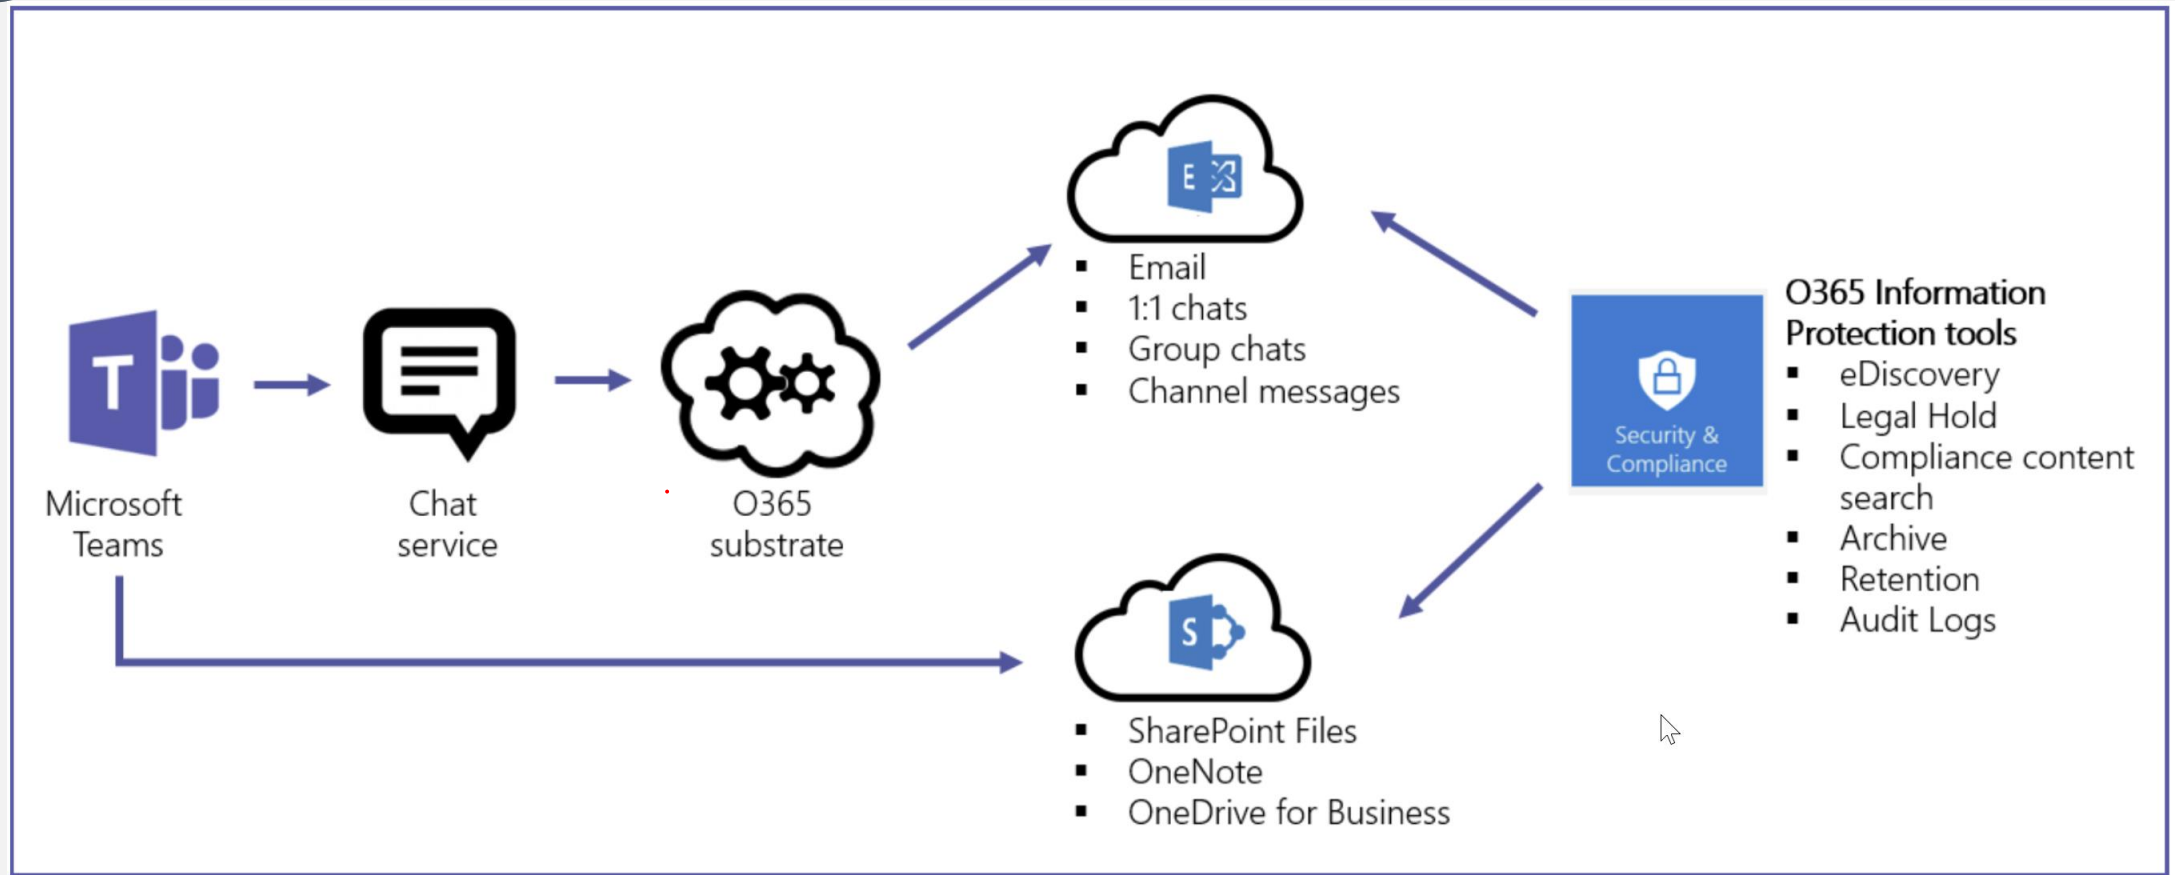 T
Microsoft
Teams
Chat
service
O365
substrate
E
Email
1:1 chats
Group chats
Channel messages
S
SharePoint Files
OneNote
OneDrive for Business
Security &
Compliance
O365 Information
Protection tools
eDiscovery
Legal Hold
Compliance content
search
Archive
Retention
Audit Logs